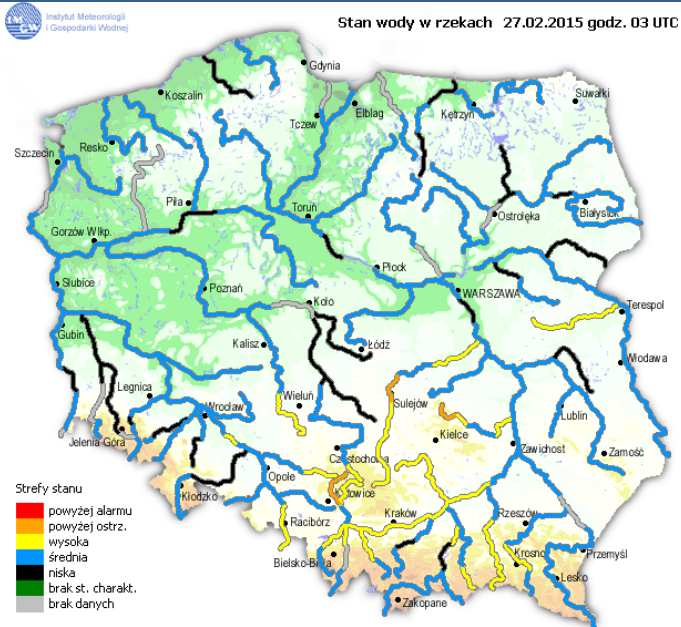 Instytut Meteorologii
i Gospodarki Wodnej
Stan wody w rzekach 27.02.2015 godz. 03 UTC
Gdynia
Koszalin
Suwałki
Elbląg
Kętrzyn
Tczew
Resko
Szczecin
Piła
Toruń
Ostrołęka
Białystok
Gorzów Wlkp.
Płock
Słubice
Poznań
Koło
WARSZAWA
Terespol
Gubin
Kalisz
Łódź
Włodawa
Legnica
Wieluń
Sulejów
Wrocław
Lublin
Kielce
Jelenia Góra
Zawichost
Zamość
Częstochowa
Opole
Kłodzko
Katowice
Racibórz
Kraków
Rzeszów
Bielsko-Biała
Krosno
Przemyśl
Lesko
Zakopane
Strefy stanu
powyżej alarmu
powyżej ostrz.
wysoka
średnia
niska
brak st. charakt.
brak danych